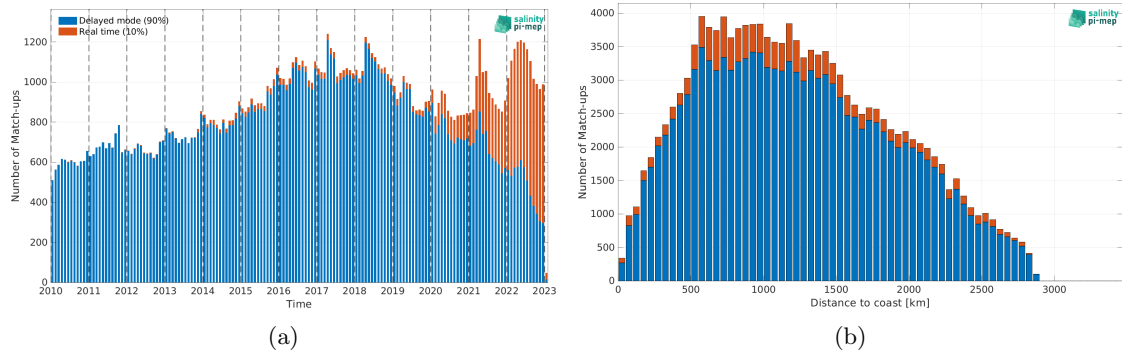 Delayed mode (90%)
Real time (10%)
salinity
pi-mep
Number of Match-ups
1200
1000
800
600
400
200
0
2010 2011 2012 2013 2014 2015 2016 2017 2018 2019 2020 2021 2022 2023
Time
(a)
salinity
pi-mep
Number of Match-ups
4000
3500
3000
2500
2000
1500
1000
500
0
0 500 1000 1500 2000 2500 3000
Distance to coast [km]
(b)